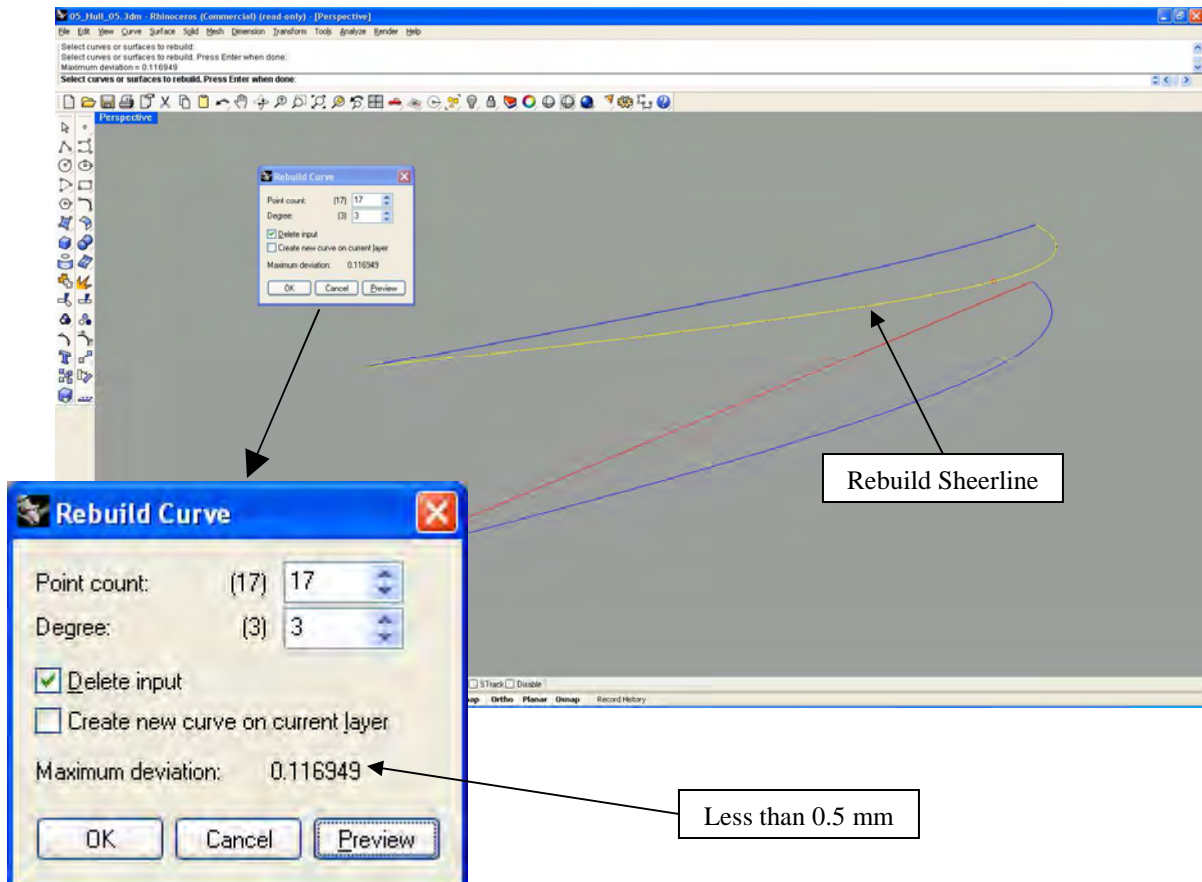 05_Hull_05.3dm - Rhinoceros (Commercial) (read-only) - [Perspective]
File Edit View Curve Surface Solid Mesh Dimension Transform Tools Analyze Render Help
Select curves or surfaces to rebuild:
Select curves or surfaces to rebuild. Press Enter when done:
Maximum deviation = 0.116949
Select curves or surfaces to rebuild. Press Enter when done:
Perspective
Rebuild Curve
Point count: (17) 17
Degree: (3) 3
Delete input
Create new curve on current layer
Maximum deviation: 0.116949
OK Cancel Preview
Rebuild Sheerline
Rebuild Curve
Point count: (17) 17
Degree: (3) 3
Delete input
Create new curve on current layer
Maximum deviation: 0.116949
OK Cancel Preview
STrack Disable
Ortho Planar Osnap Record History
Less than 0.5 mm